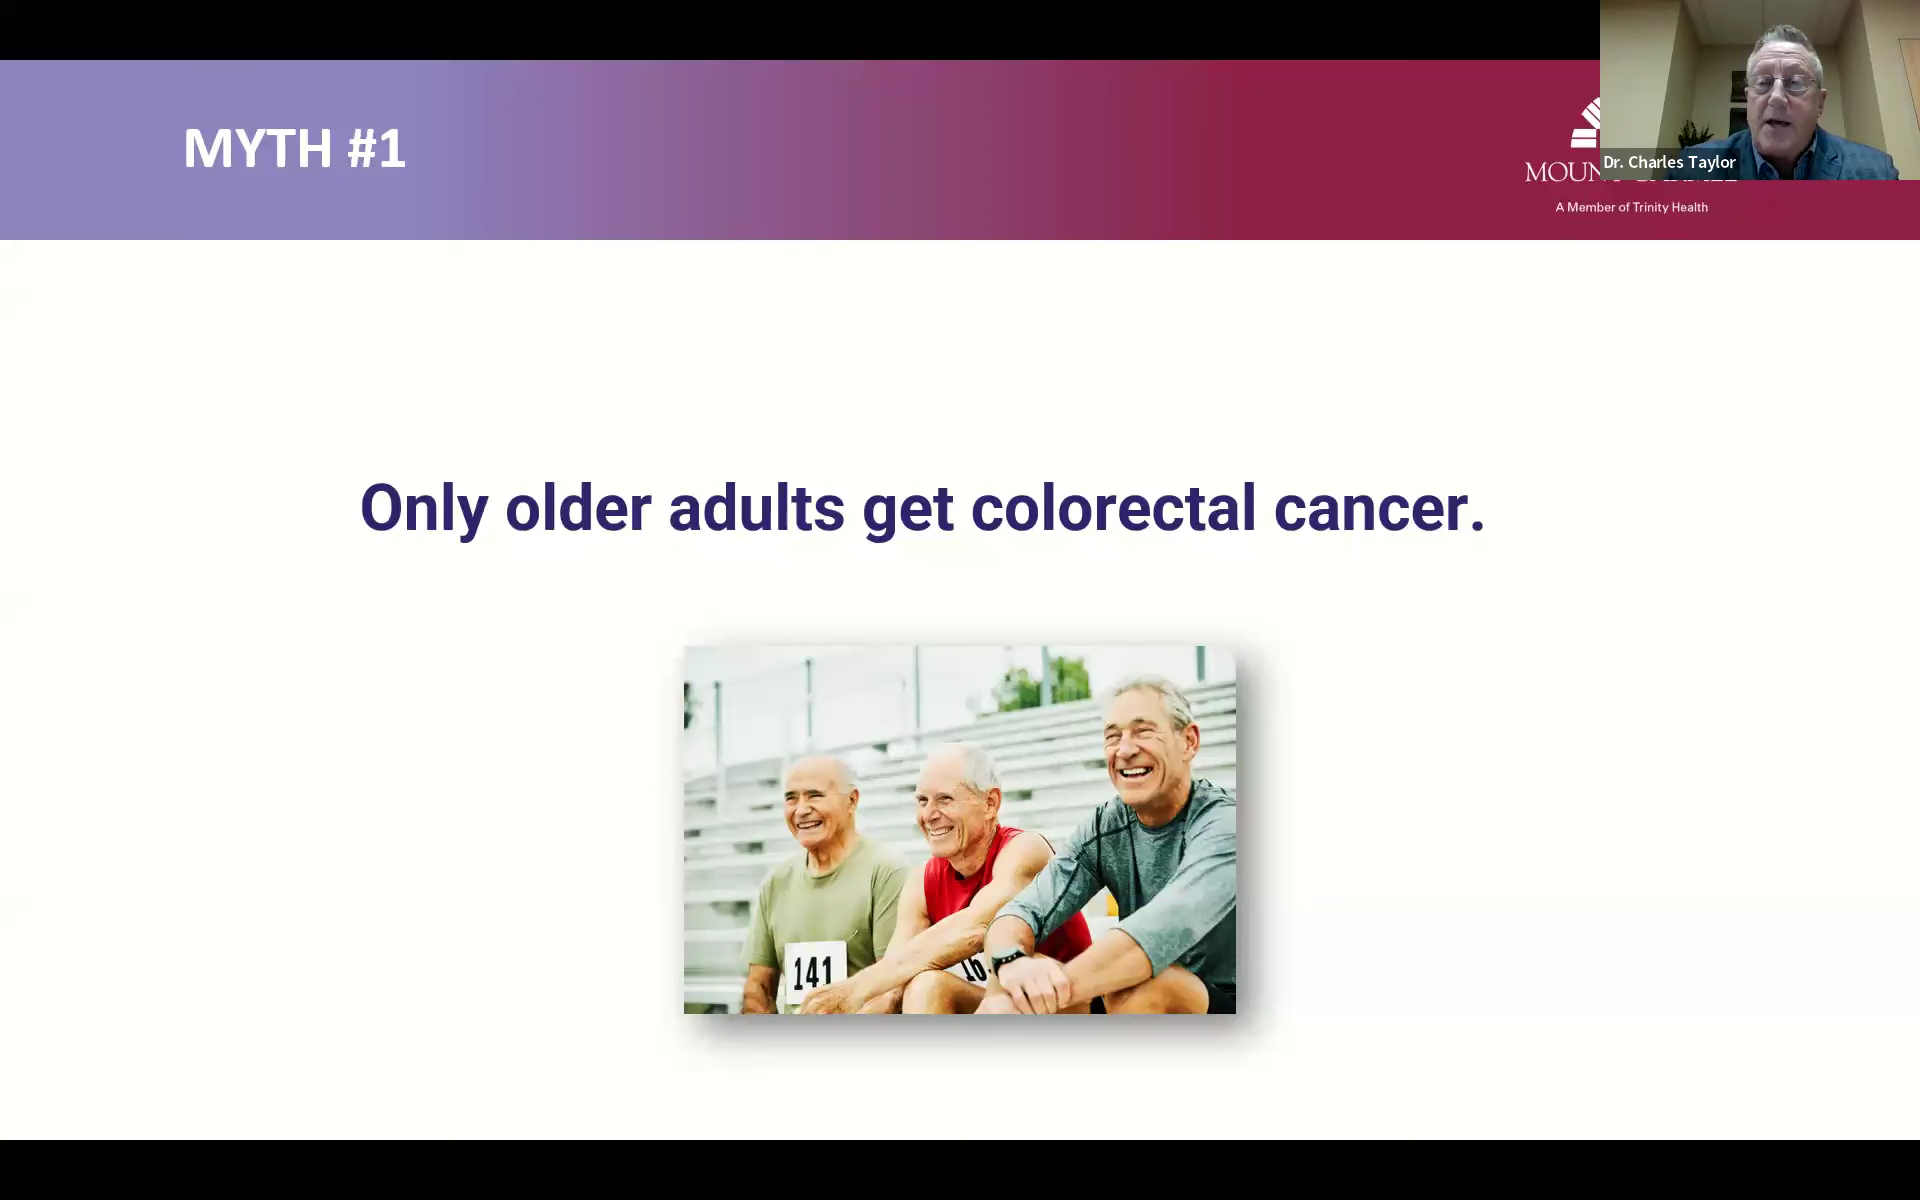 MYTH #1
Dr. Charles Taylor
A Member of Trinity Health
Only older adults get colorectal cancer.
141